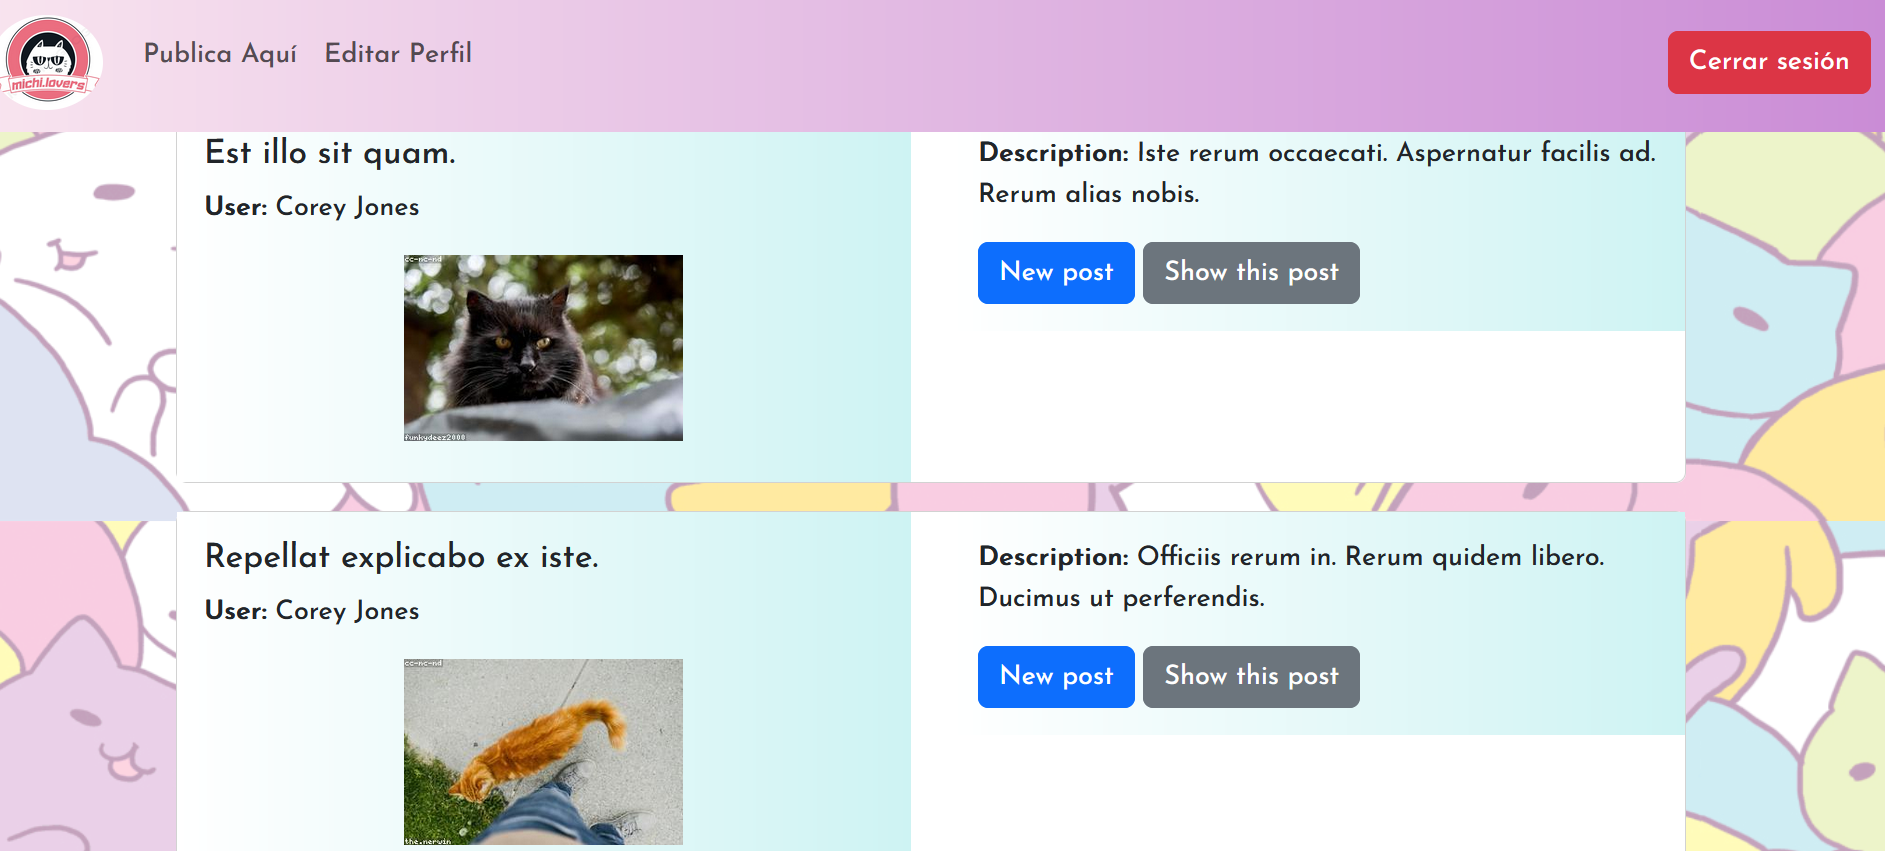 michi.lovers
Publica Aquí
Editar Perfil
Cerrar sesión
Est illo sit quam.
User: Corey Jones
cc-nc-nd
funkydeez2000
Description: Iste rerum occaecati. Aspernatur facilis ad.
Rerum alias nobis.
New post
Show this post
Repellat explicabo ex iste.
User: Corey Jones
cc-nc-nd
the.nerwin
Description: Officiis rerum in. Rerum quidem libero.
Ducimus ut perferendis.
New post
Show this post